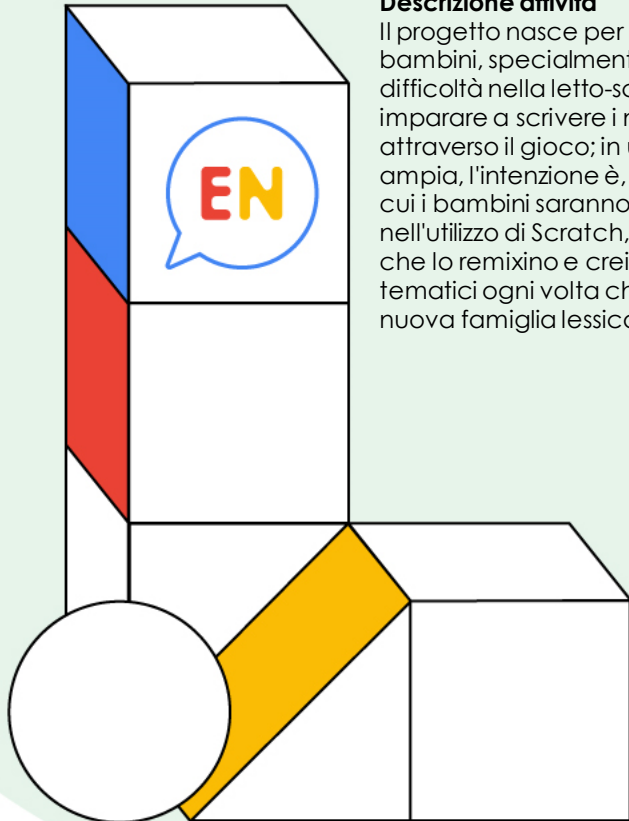 Descrizione attività
Il progetto nasce per
bambini, specialment
difficoltà nella letto-sc
imparare a scrivere i n
attraverso il gioco; in u
ampia, l'intenzione è,
cui i bambini saranno
nell'utilizzo di Scratch,
che lo remixino e crei
tematici ogni volta ch
nuova famiglia lessico
EN